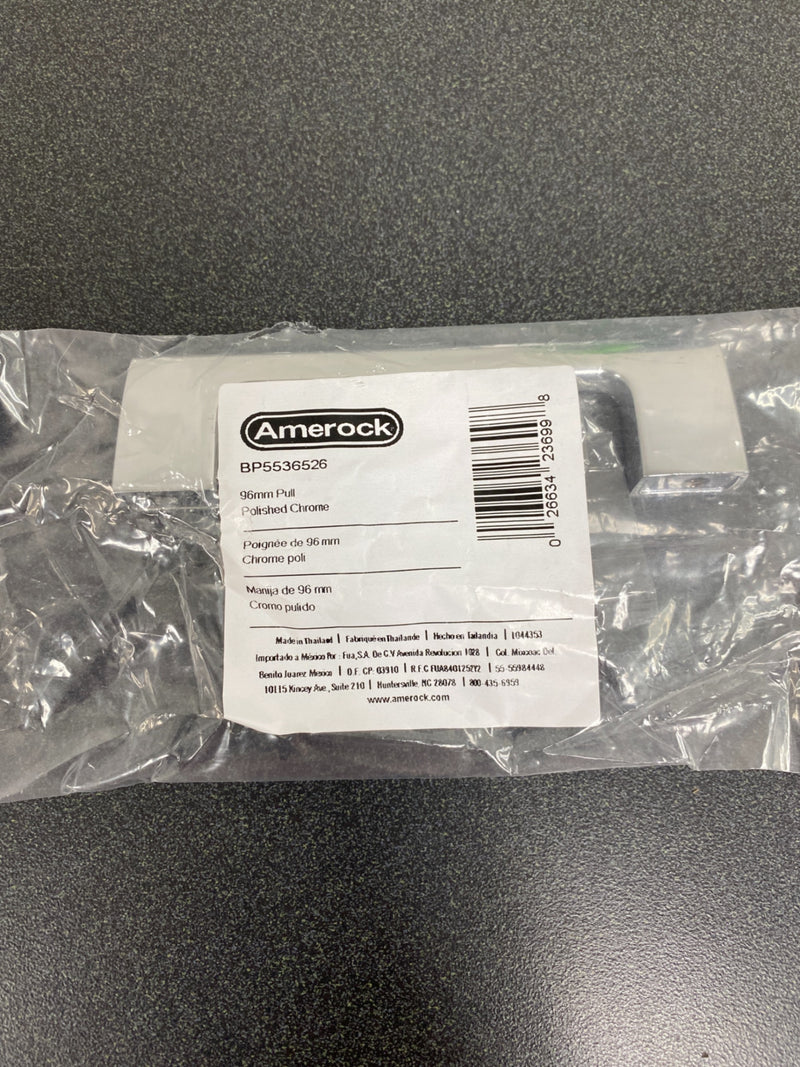 Amerock
BP5536526
96mm Pull
Polished Chrome
Poignée de 96 mm
Chrome poli
Manija de 96 mm
Cromo pulido
0 26634 23699 8
Made in Thailand | Fabriqué en Thaïlande | Hecho en Tailandia | 1044353
Importado a México Por: Fua, S.A. De C.V Avenida Revolucion 1028 | Col. Mixcoac Del.
Benito Juarez Mexico | D.F. CP. 03910 | R.F.C FUA840125TZ | 55-55984448
10115 Kincey Ave., Suite 210 | Huntersville, NC 28078 | 800-435-6959
www.amerock.com